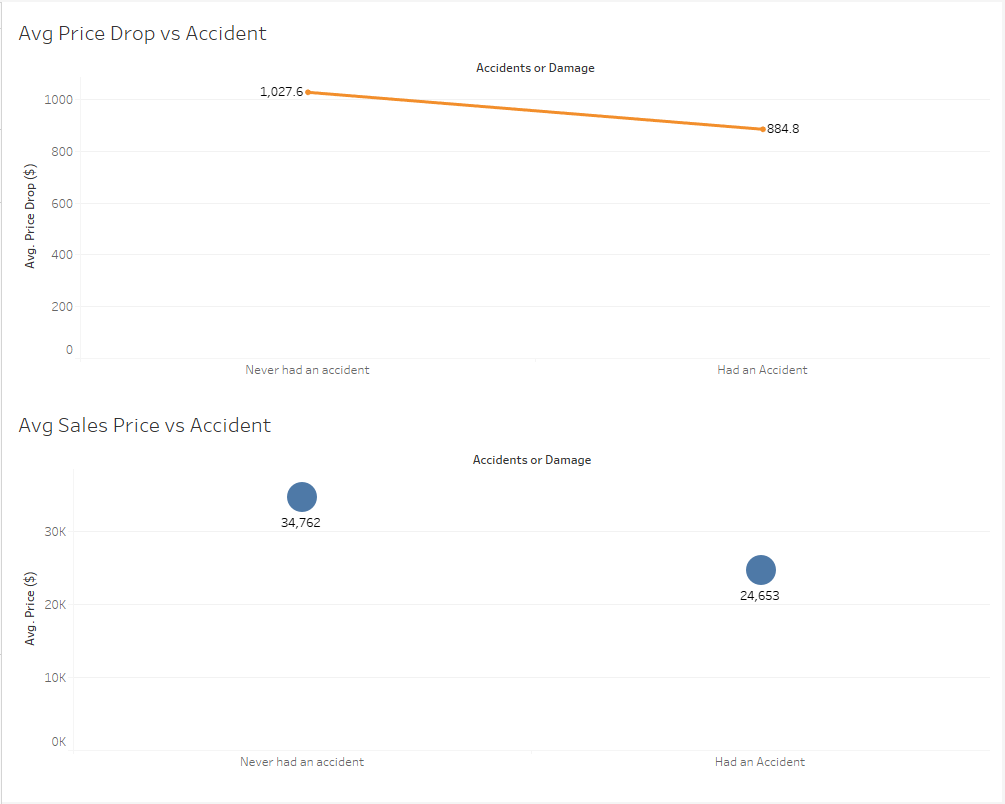 Avg Price Drop vs Accident
Accidents or Damage
1,027.6
884.8
1000
800
600
400
200
0
Avg. Price Drop ($)
Never had an accident
Had an Accident
Avg Sales Price vs Accident
Accidents or Damage
34,762
24,653
30K
20K
10K
0K
Avg. Price ($)
Never had an accident
Had an Accident